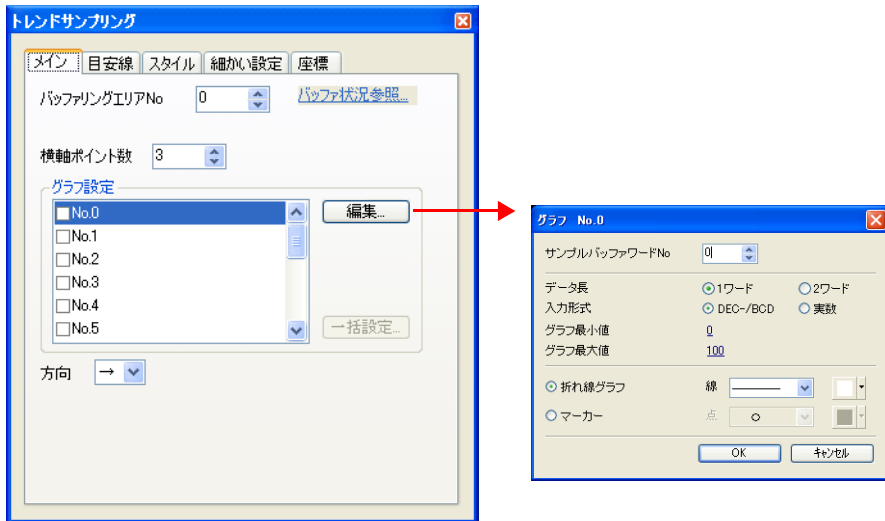 トレンドサンプリング
メイン 目安線 スタイル 細かい設定 座標
バッファリングエリアNo 0 バッファ状況参照...
横軸ポイント数 3
グラフ設定
No.0 編集...
No.1
No.2
No.3
No.4
No.5 一括設定...
方向 →
グラフ No.0
サンプルバッファワードNo 0
データ長 1ワード 2ワード
入力形式 DEC-/BCD 実数
グラフ最小値 0
グラフ最大値 100
折れ線グラフ 線
マーカー 点
OK キャンセル